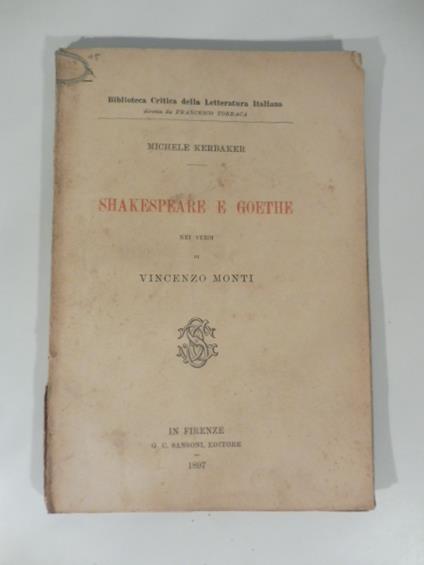 Biblioteca Critica della Letteratura Italiana
diretta da FRANCESCO TORRACA
MICHELE KERBAKER
SHAKESPEARE E GOETHE
NEI VERSI
DI
VINCENZO MONTI
IN FIRENZE
G. C. SANSONI, EDITORE
1897